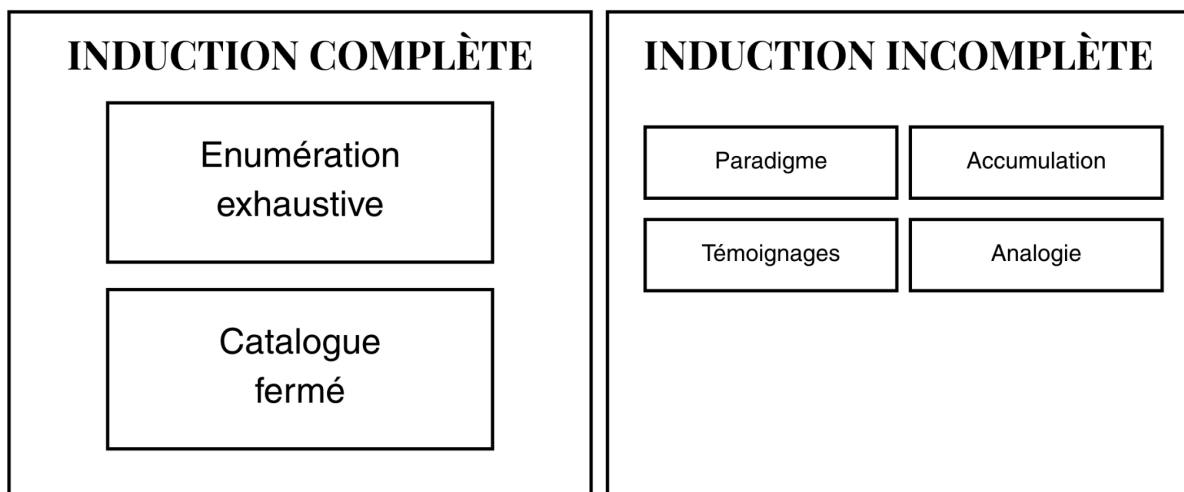 INDUCTION COMPLÈTE
Enumération
exhaustive
Catalogue
fermé
INDUCTION INCOMPLÈTE
Paradigme
Accumulation
Témoignages
Analogie